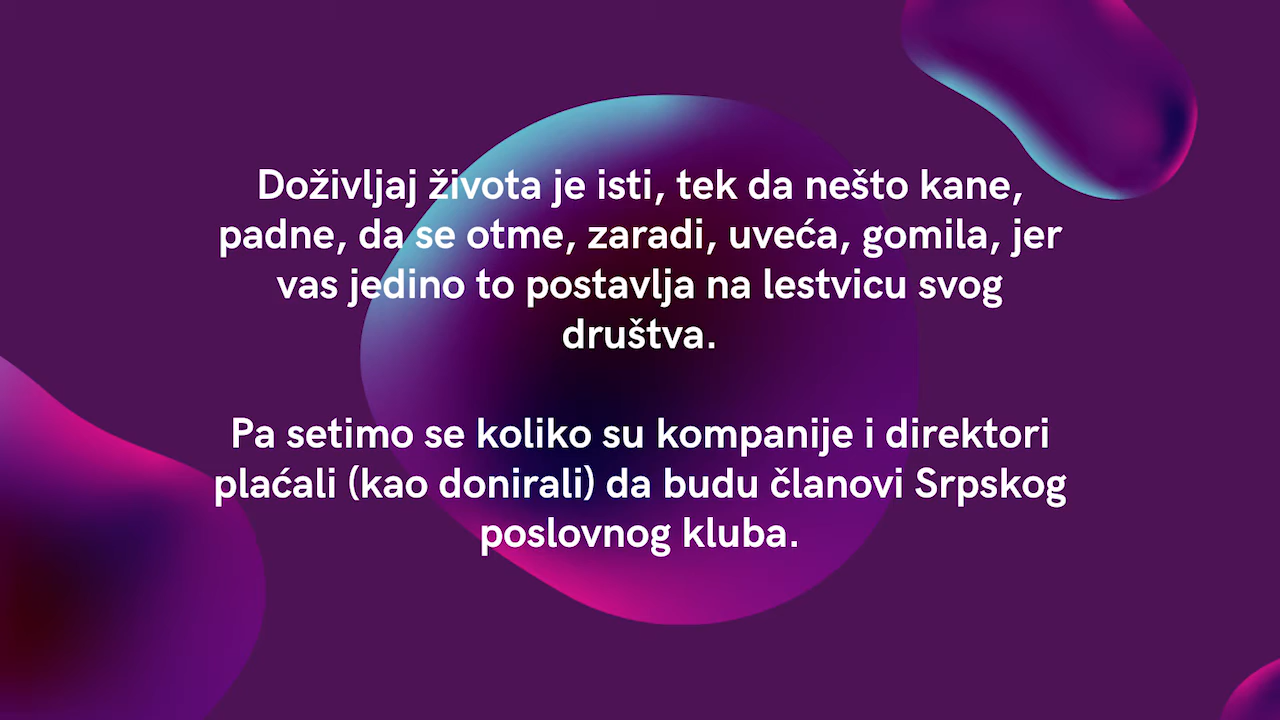 Doživljaj života je isti, tek da nešto kane,
padne, da se otme, zaradi, uveća, gomila, jer
vas jedino to postavlja na lestvicu svog
društva.
Pa setimo se koliko su kompanije i direktori
plaćali (kao donirali) da budu članovi Srpskog
poslovnog kluba.